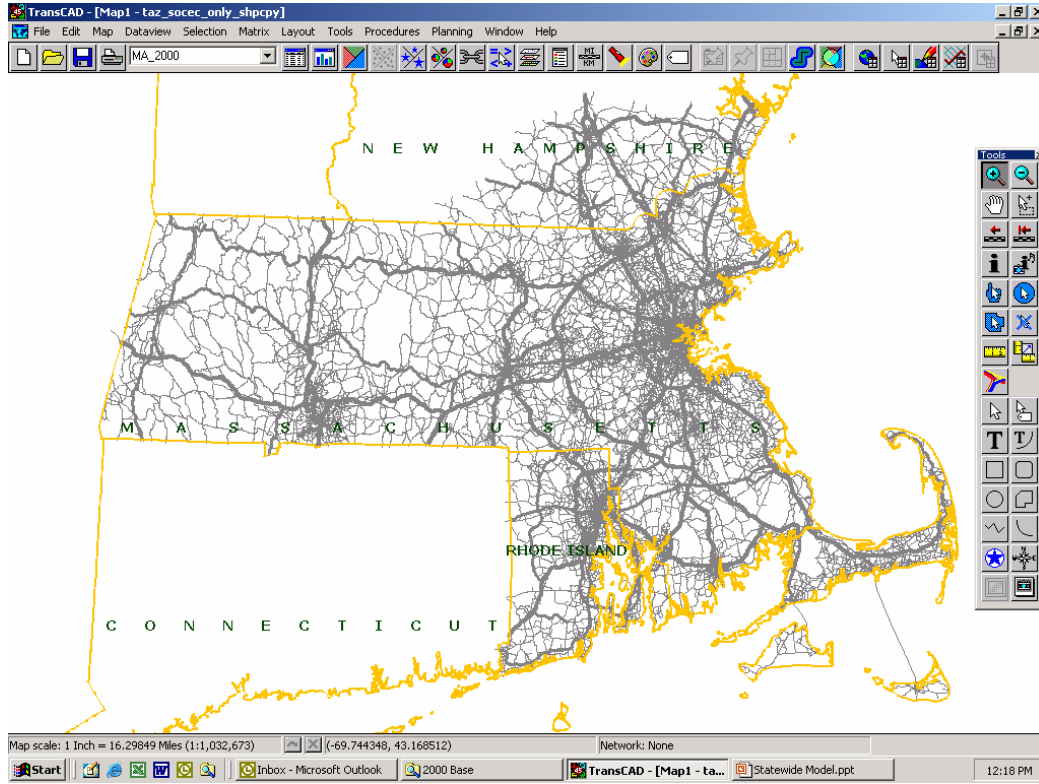 TransCAD - [Map1 - taz_socec_only_shpcpy]
File Edit Map Dataview Selection Matrix Layout Tools Procedures Planning Window Help
MA_2000
MI
KM
Tools
NEW HAMPSHIRE
MASSACHUSETTS
RHODE ISLAND
CONNECTICUT
T T
Map scale: 1 Inch = 16.29849 Miles (1:1,032,673) (-69.744348, 43.168512) Network: None
Start Inbox - Microsoft Outlook 2000 Base TransCAD - [Map1 - ta... Statewide Model.ppt 12:18 PM